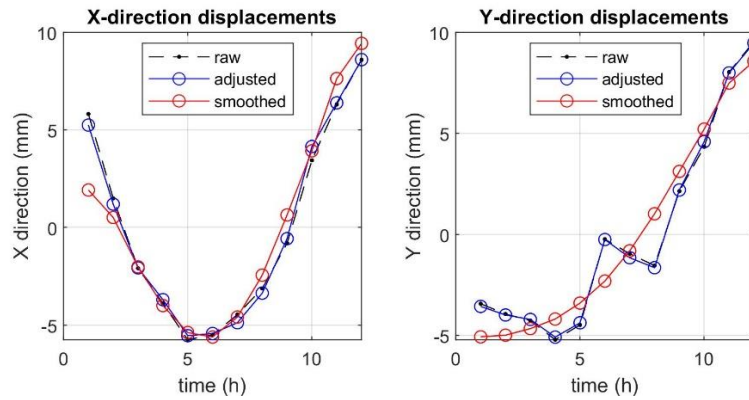 X-direction displacements
10
5
0
-5
0
5
10
X direction (mm)
time (h)
raw
adjusted
smoothed
Y-direction displacements
10
5
0
-5
0
5
10
Y direction (mm)
time (h)
raw
adjusted
smoothed